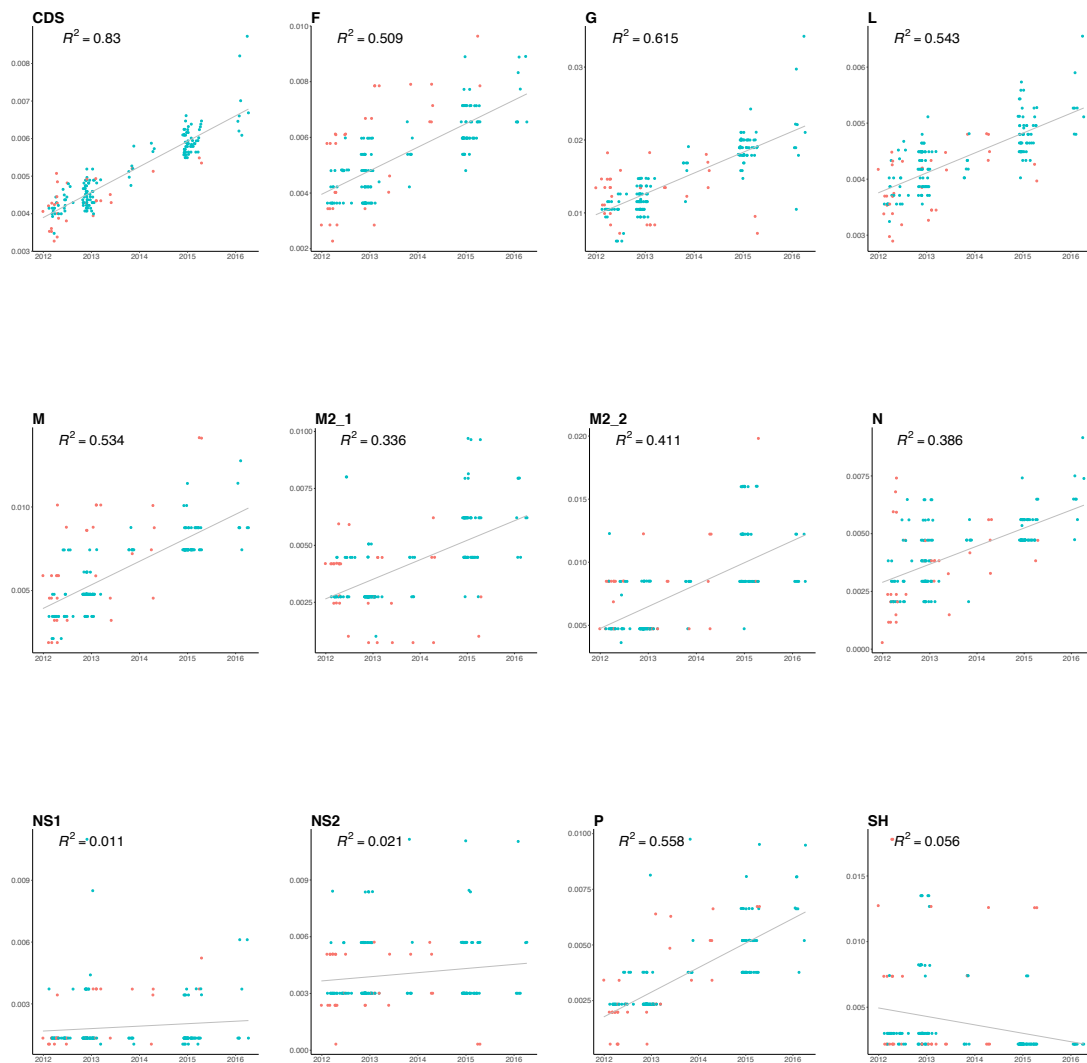 CDS
R² = 0.83
0.008
0.007
0.006
0.005
0.004
0.003
2012 2013 2014 2015 2016
F
R² = 0.509
0.010
0.008
0.006
0.004
0.002
2012 2013 2014 2015 2016
G
R² = 0.615
0.03
0.02
0.01
2012 2013 2014 2015 2016
L
R² = 0.543
0.006
0.005
0.004
0.003
2012 2013 2014 2015 2016
M
R² = 0.534
0.010
0.005
2012 2013 2014 2015 2016
M2_1
R² = 0.336
0.0100
0.0075
0.0050
0.0025
2012 2013 2014 2015 2016
M2_2
R² = 0.411
0.020
0.015
0.010
0.005
2012 2013 2014 2015 2016
N
R² = 0.386
0.0075
0.0050
0.0025
0.0000
2012 2013 2014 2015 2016
NS1
R² = 0.011
0.009
0.006
0.003
2012 2013 2014 2015 2016
NS2
R² = 0.021
0.009
0.006
0.003
0.000
2012 2013 2014 2015 2016
P
R² = 0.558
0.0100
0.0075
0.0050
0.0025
2012 2013 2014 2015 2016
SH
R² = 0.056
0.015
0.010
0.005
2012 2013 2014 2015 2016